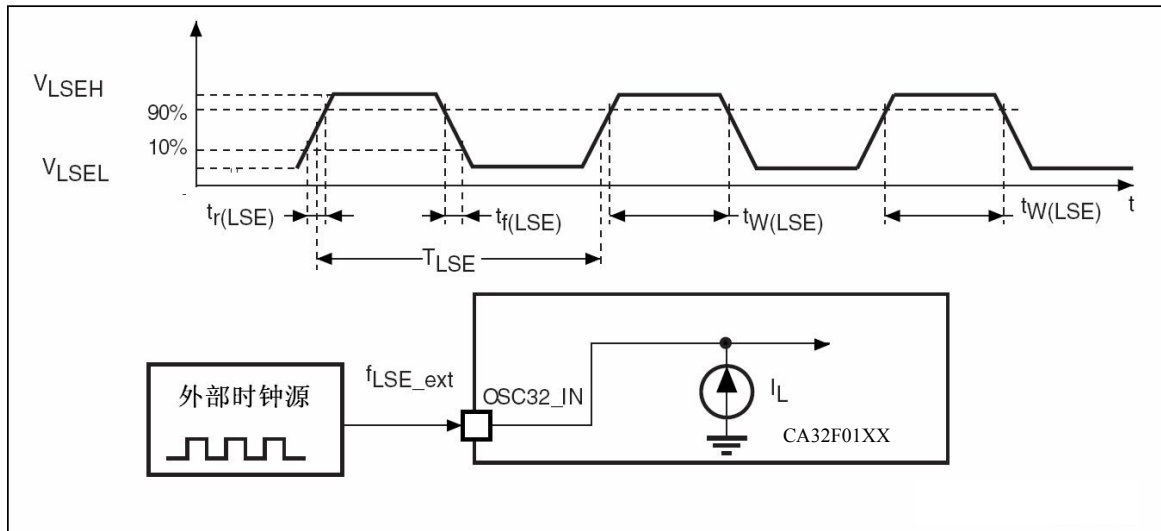 VLSEH
90%
10%
VLSEL
tr(LSE)
tf(LSE)
tW(LSE)
tW(LSE)
t
TLSE
外部时钟源
fLSE_ext
OSC32_IN
IL
CA32F01XX